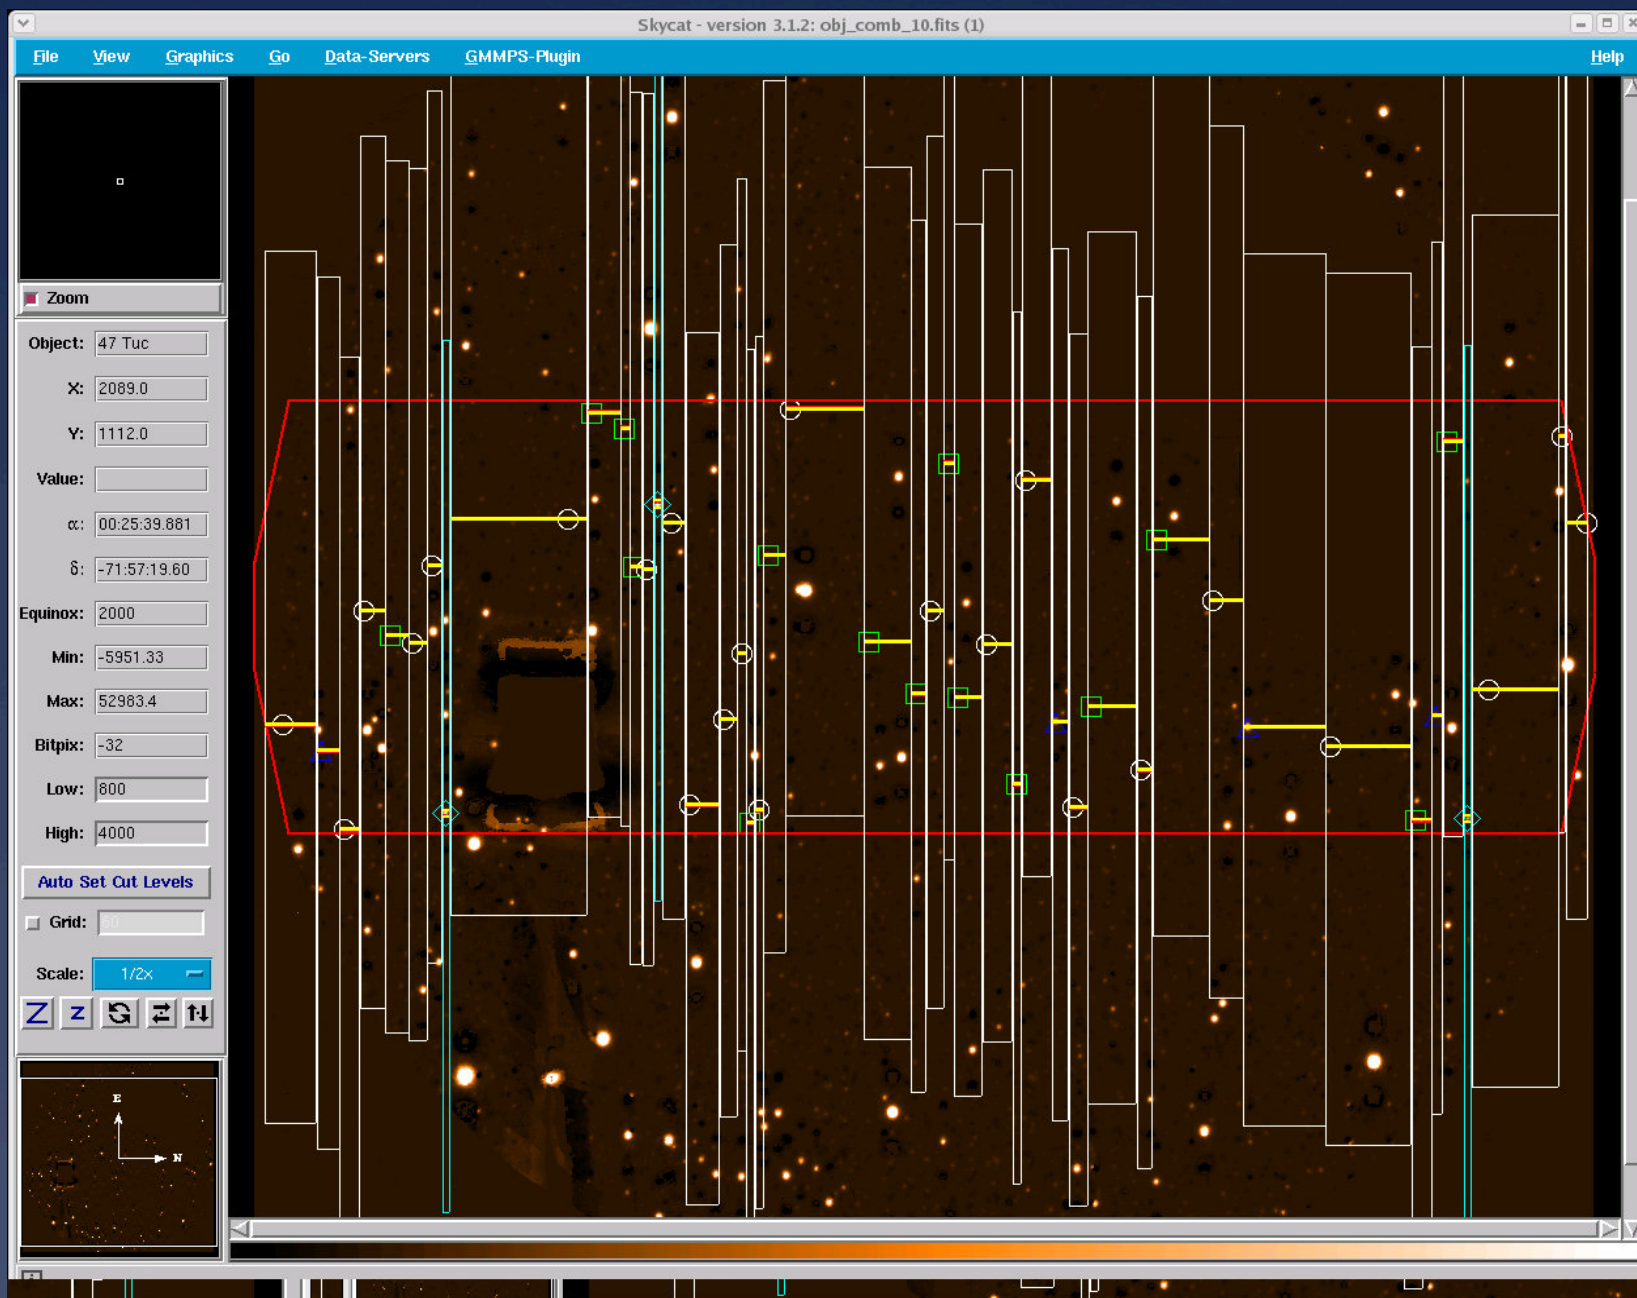 Skycat - version 3.1.2: obj_comb_10.fits (1)
File View Graphics Go Data-Servers GMMPS-Plugin Help
Zoom
Object: 47 Tuc
X: 2089.0
Y: 1112.0
Value:
α: 00:25:39.881
δ: -71:57:19.60
Equinox: 2000
Min: -5951.33
Max: 52983.4
Bitpix: -32
Low: 800
High: 4000
Auto Set Cut Levels
Grid:
Scale: 1/2x
Z z
E
N